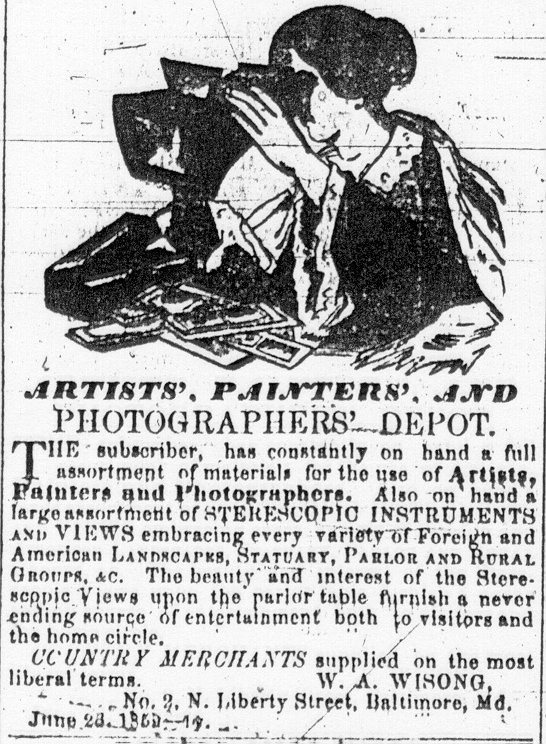 ARTISTS', PAINTERS', AND
PHOTOGRAPHERS' DEPOT.
THE subscriber, has constantly on hand a full
assortment of materials for the use of Artists,
Painters and Photographers. Also on hand a
large assortment of STERESCOPIC INSTRUMENTS
AND VIEWS embracing every variety of Foreign and
American LANDSCAPES, STATUARY, PARLOR AND RURAL
GROUPS, &C. The beauty and interest of the Stere-
scopic Views upon the parlor table furnish a never
ending source of entertainment both to visitors and
the home circle.
COUNTRY MERCHANTS supplied on the most
liberal terms. W. A. WISONG,
No. 2, N. Liberty Street, Baltimore, Md.
June